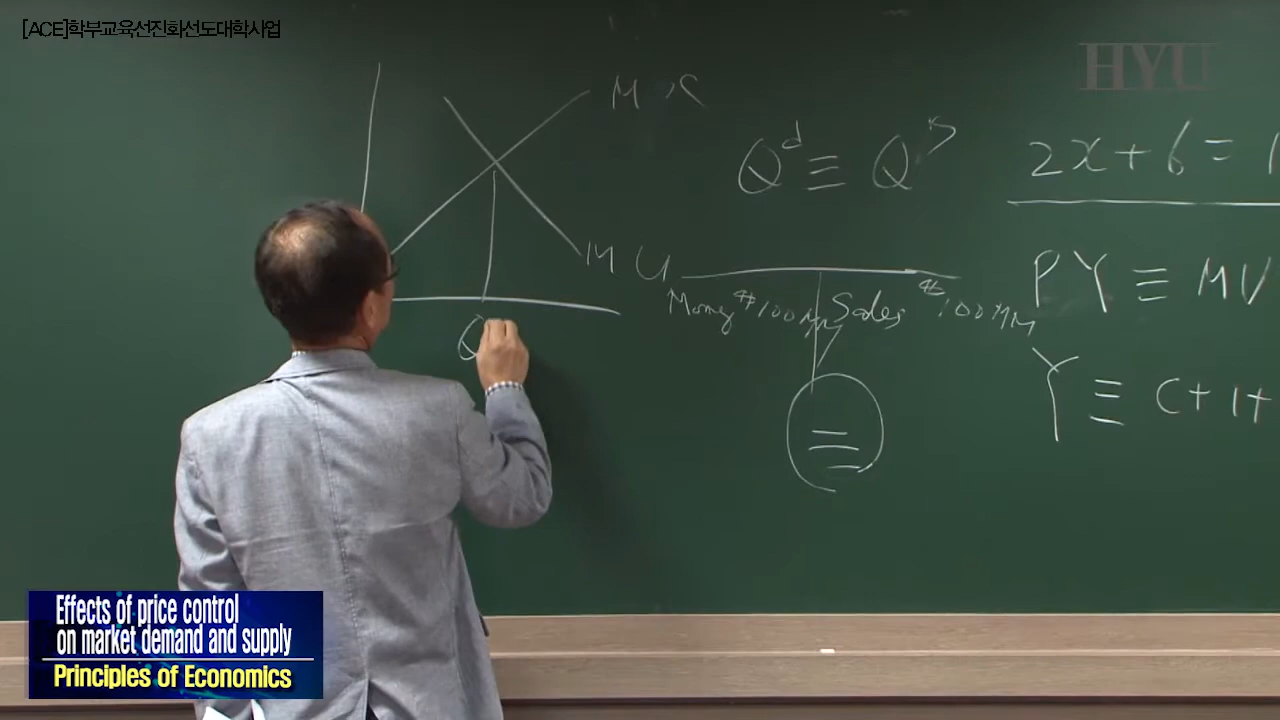 [ACE]학부교육선진화선도대학사업
HYU
M
Q^d ≡ Q^s
2x+6=1
MU
PY ≡ MV
Money $100MM Sales $100MM
Y ≡ C+I+
Q
=
Effects of price control
on market demand and supply
Principles of Economics